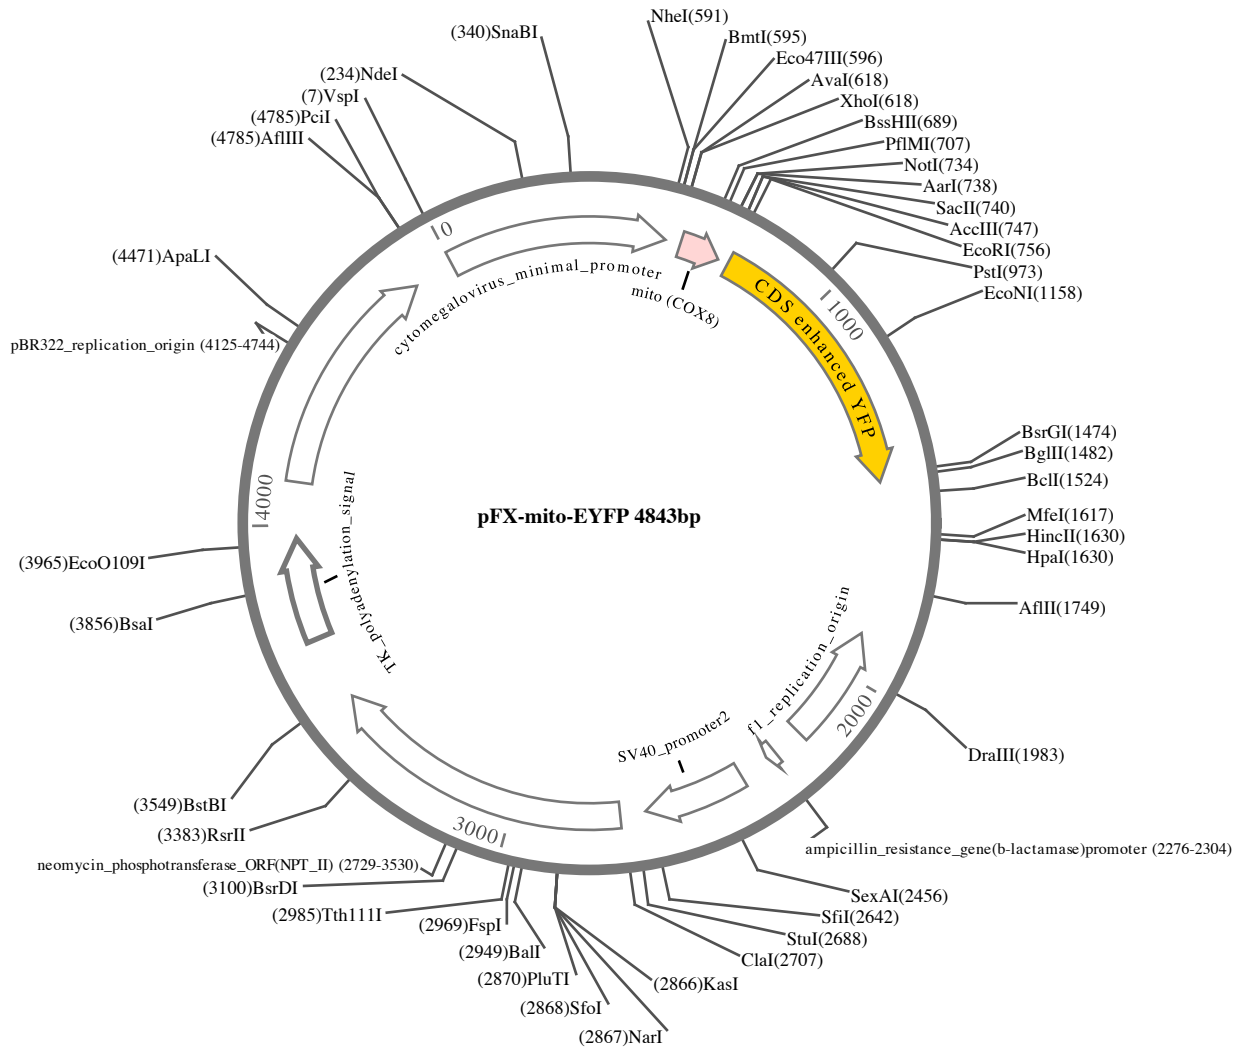 NheI(591)
BmtI(595)
Eco47III(596)
AvaI(618)
XhoI(618)
BssHII(689)
PflMI(707)
NotI(734)
AarI(738)
SacII(740)
AccIII(747)
EcoRI(756)
PstI(973)
EcoNI(1158)
BsrGI(1474)
BglII(1482)
BclI(1524)
MfeI(1617)
HincII(1630)
HpaI(1630)
AflII(1749)
DraIII(1983)
ampicillin_resistance_gene(b-lactamase)promoter (2276-2304)
SexAI(2456)
SfiI(2642)
StuI(2688)
ClaI(2707)
(2866)KasI
(2867)NarI
(2868)SfoI
(2870)PluTI
(2949)BalI
(2969)FspI
(2985)Tth111I
(3100)BsrDI
neomycin_phosphotransferase_ORF(NPT_II) (2729-3530)
(3383)RsrII
(3549)BstBI
(3856)BsaI
(3965)EcoO109I
pBR322_replication_origin (4125-4744)
(4471)ApaLI
(4785)AflIII
(4785)PciI
(7)VspI
(234)NdeI
(340)SnaBI
0
1000
2000
3000
4000
cytomegalovirus_minimal_promoter
mito (COX8)
CDS enhanced YFP
f1_replication_origin
SV40_promoter2
TK_polyadenylation_signal
pFX-mito-EYFP 4843bp